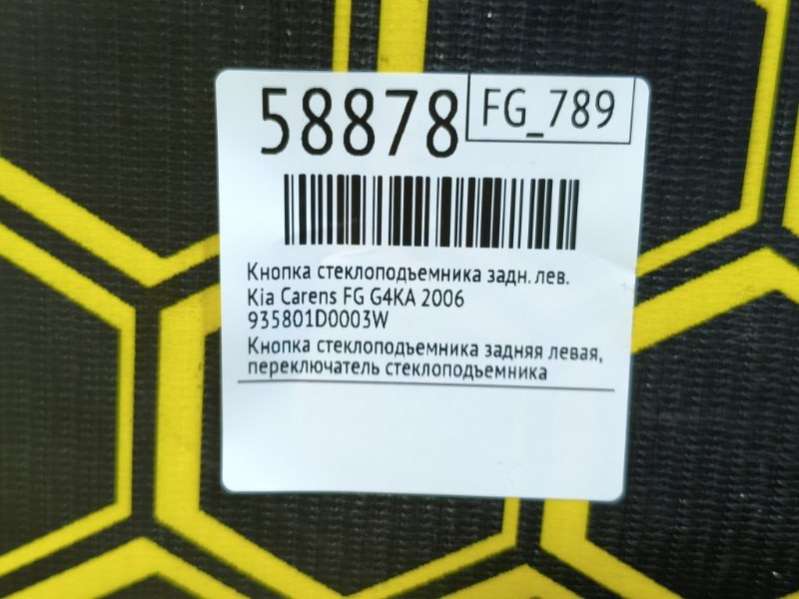 58878
FG_789
Кнопка стеклоподъемника задн. лев.
Kia Carens FG G4KA 2006
935801D0003W
Кнопка стеклоподъемника задняя левая,
переключатель стеклоподъемника